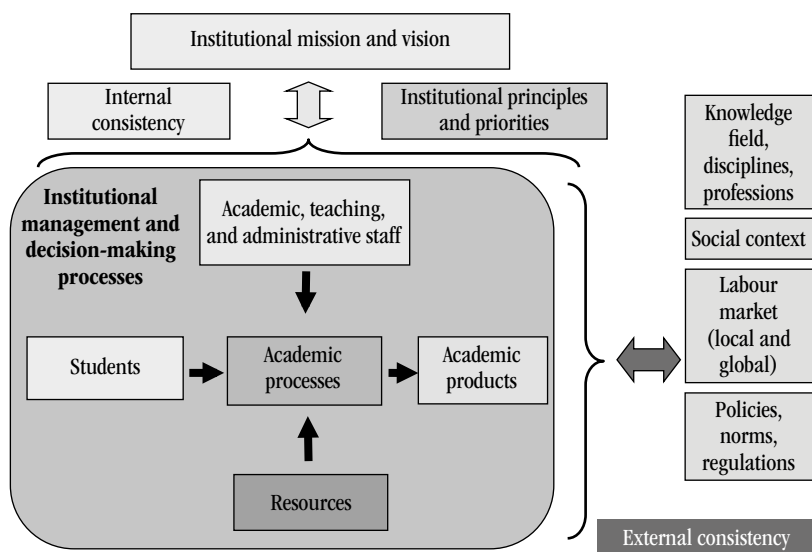 Institutional mission and vision
Internal
consistency
Institutional principles
and priorities
Knowledge
field,
disciplines,
professions
Social context
Labour
market
(local and
global)
Policies,
norms,
regulations
Institutional
management and
decision-making
processes
Academic, teaching,
and administrative staff
Students
Academic
processes
Academic
products
Resources
External consistency